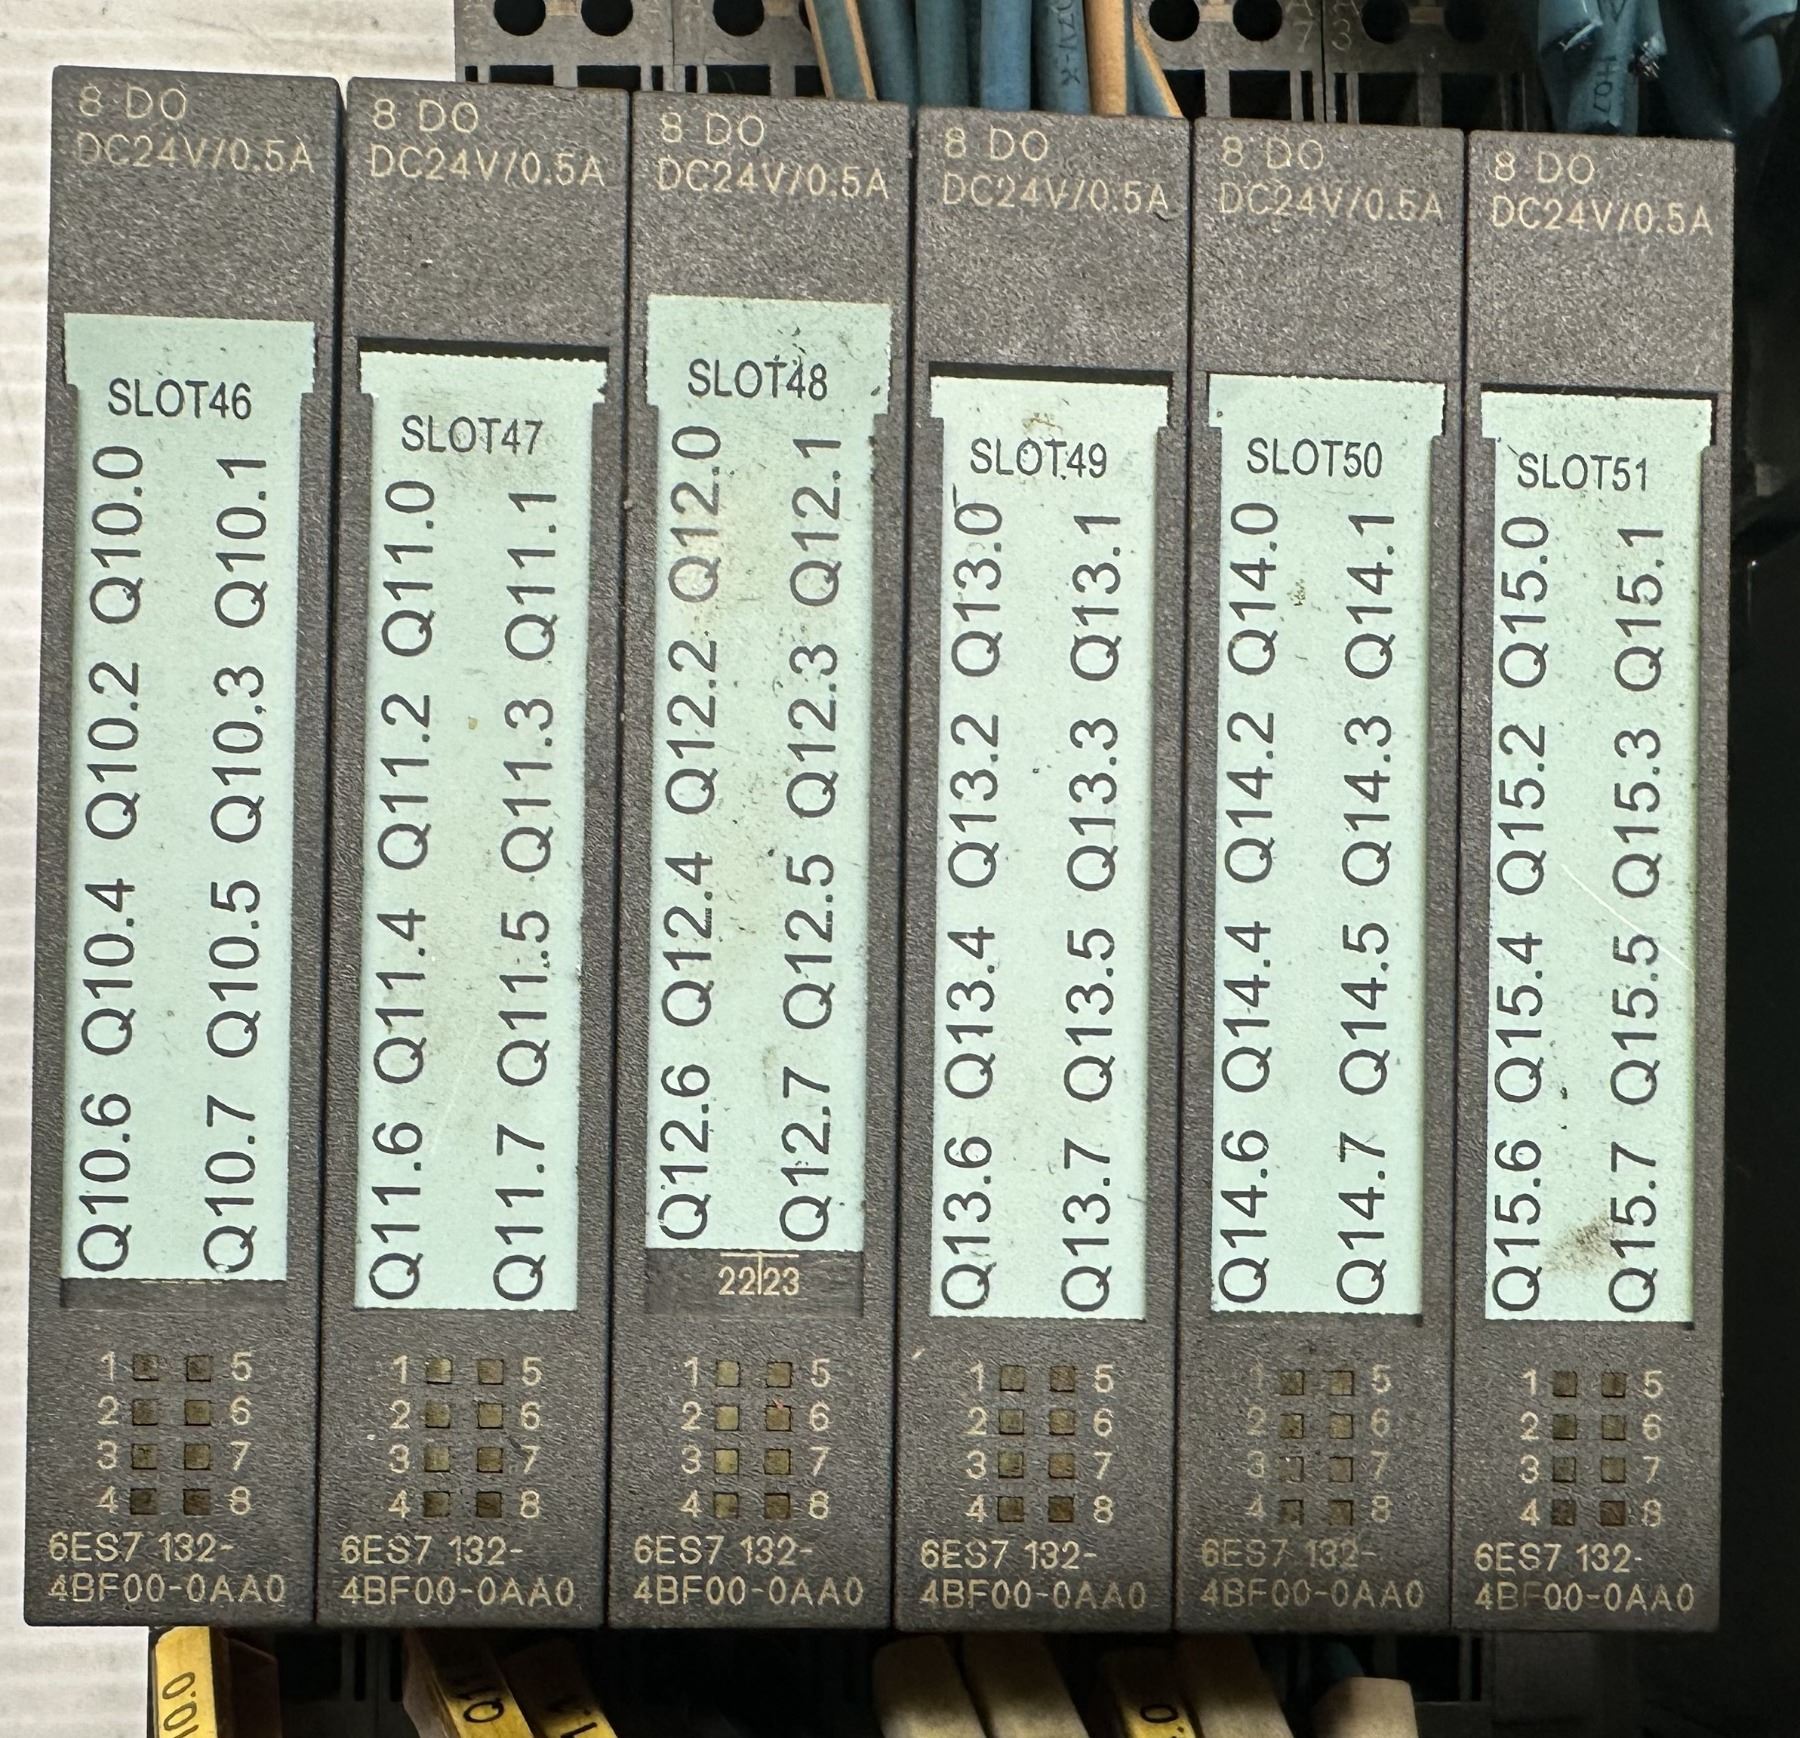 8 DO
DC24V/0.5A
SLOT46
Q10.6 Q10.4 Q10.2 Q10.0
Q10.7 Q10.5 Q10.3 Q10.1
1 5
2 6
3 7
4 8
6ES7 132-
4BF00-0AA0
8 DO
DC24V/0.5A
SLOT47
Q11.6 Q11.4 Q11.2 Q11.0
Q11.7 Q11.5 Q11.3 Q11.1
1 5
2 6
3 7
4 8
6ES7 132-
4BF00-0AA0
8 DO
DC24V/0.5A
SLOT48
Q12.6 Q12.4 Q12.2 Q12.0
Q12.7 Q12.5 Q12.3 Q12.1
22|23
1 5
2 6
3 7
4 8
6ES7 132-
4BF00-0AA0
8 DO
DC24V/0.5A
SLOT49
Q13.6 Q13.4 Q13.2 Q13.0
Q13.7 Q13.5 Q13.3 Q13.1
1 5
2 6
3 7
4 8
6ES7 132-
4BF00-0AA0
8 DO
DC24V/0.5A
SLOT50
Q14.6 Q14.4 Q14.2 Q14.0
Q14.7 Q14.5 Q14.3 Q14.1
1 5
2 6
3 7
4 8
6ES7 132-
4BF00-0AA0
8 DO
DC24V/0.5A
SLOT51
Q15.6 Q15.4 Q15.2 Q15.0
Q15.7 Q15.5 Q15.3 Q15.1
1 5
2 6
3 7
4 8
6ES7 132-
4BF00-0AA0